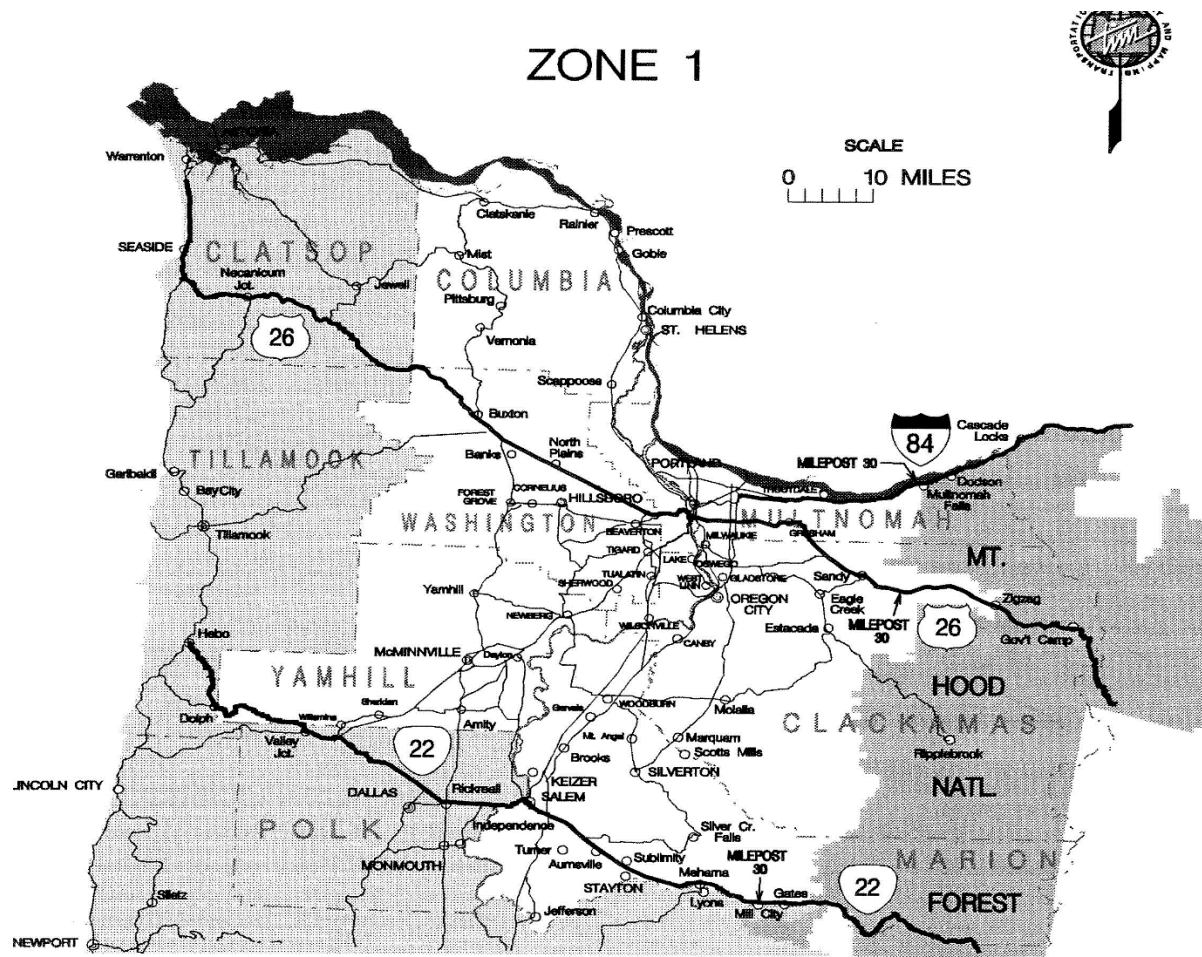 ZONE 1
TRANSPORTATION
AND MAPPING
SCALE
0 10 MILES
ASTORIA
Warrenton
Clatskanie
Rainier
Prescott
Goble
SEASIDE
CLATSOP
Necanicum
Jct.
Jewell
Mist
COLUMBIA
Pittsburg
Columbia City
ST. HELENS
26
Vernonia
Scappoose
Buxton
84
Cascade
Locks
North
Plains
Banks
PORTLAND
MILEPOST 30
Dodson
TILLAMOOK
Garibaldi
Bay City
CORNELIUS
FOREST
GROVE
HILLSBORO
TROUTDALE
Multnomah
Falls
WASHINGTON
MULTNOMAH
Tillamook
BEAVERTON
MILWAUKIE
GRESHAM
MT.
TIGARD
LAKE
OSWEGO
TUALATIN
SHERWOOD
WEST
LINN
GLADSTONE
Sandy
Yamhill
OREGON
CITY
Eagle
Creek
MILEPOST
30
Zigzag
NEWBERG
WILSONVILLE
Estacada
26
Gov't Camp
Hebo
CANBY
McMINNVILLE
Dayton
YAMHILL
HOOD
Sheridan
Dolph
Willamina
Amity
Gervais
WOODBURN
Molalla
CLACKAMAS
Valley
Jct.
22
Mt. Angel
Marquam
Scotts Mills
Ripplebrook
Brooks
LINCOLN CITY
KEIZER
SILVERTON
NATL.
DALLAS
Rickreall
SALEM
POLK
Independence
Silver Cr.
Falls
MONMOUTH
Turner
Aumsville
Sublimity
MILEPOST
30
MARION
STAYTON
Mehama
Lyons
Gates
Mill City
22
FOREST
Siletz
Jefferson
NEWPORT